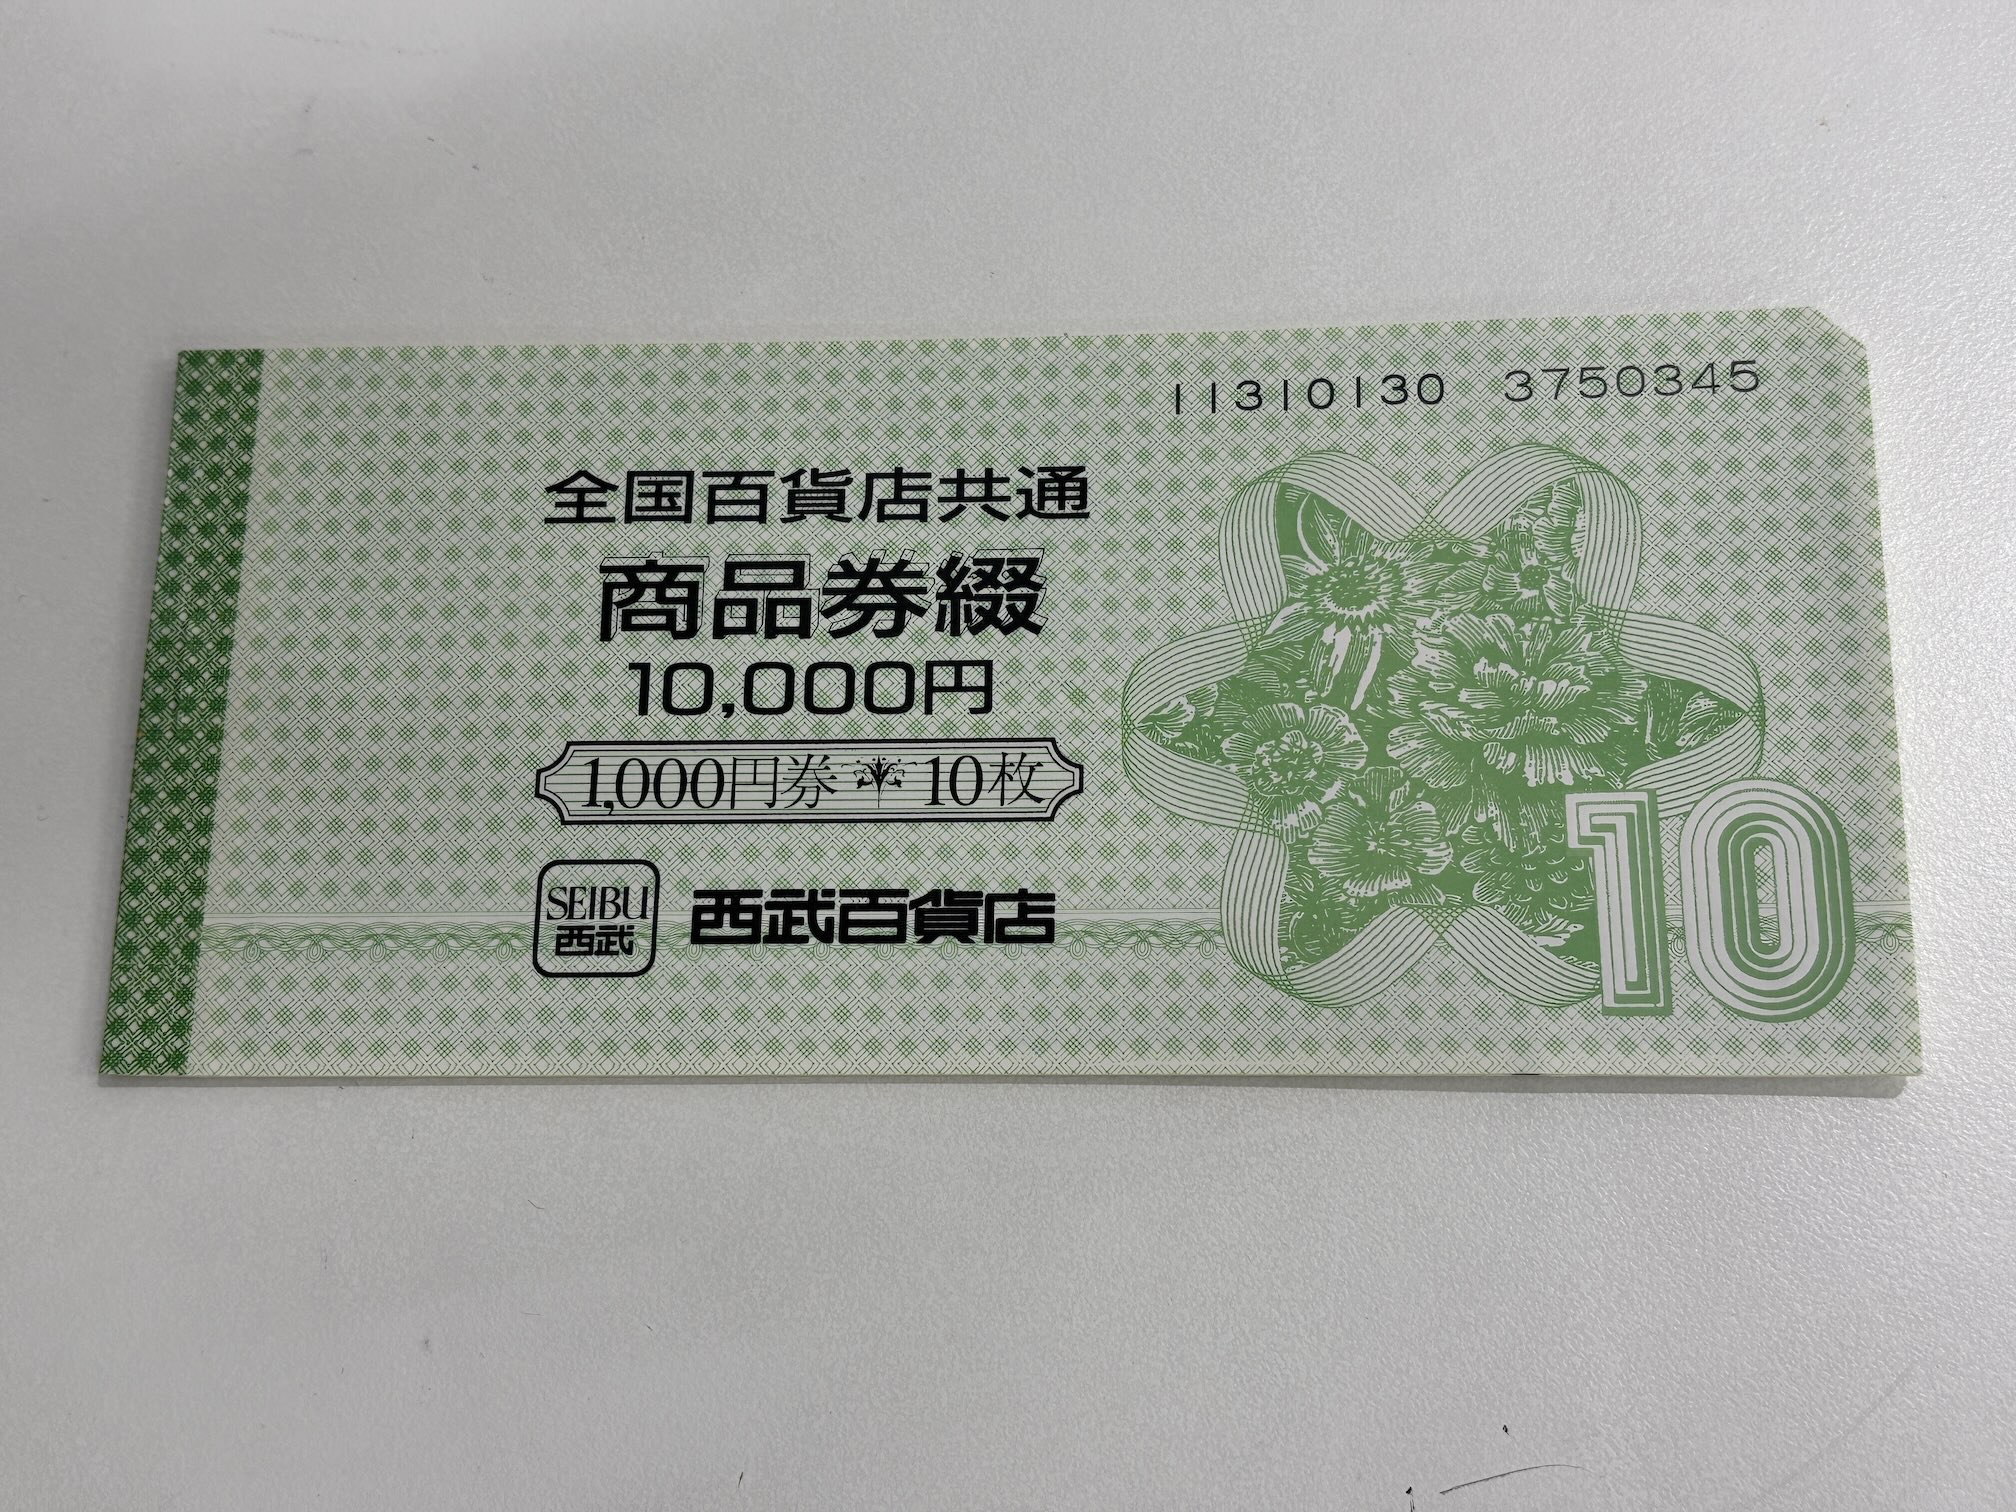 11310130 3750345
全国百貨店共通
商品券綴
10,000円
1,000円券 10枚
SEIBU
西武
西武百貨店
10